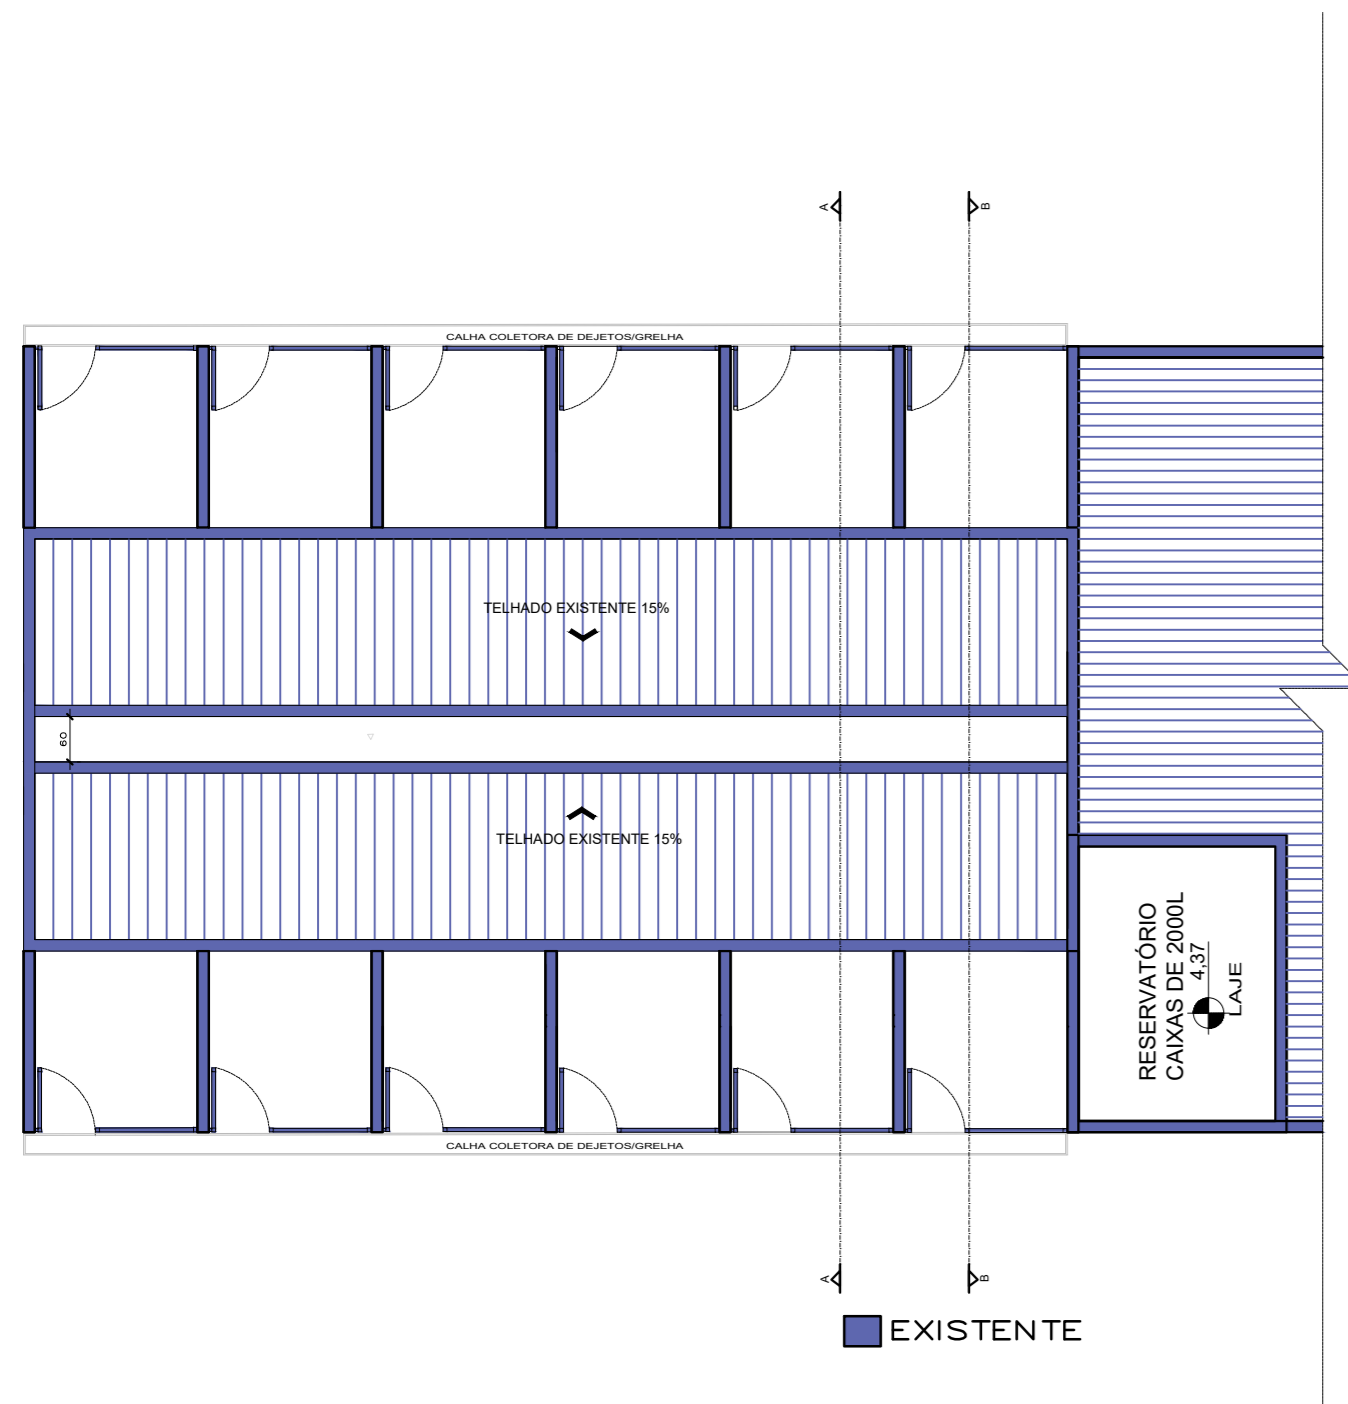 A
B
CALHA COLETORA DE DEJETOS/GRELHA
TELHADO EXISTENTE 15%
60
TELHADO EXISTENTE 15%
RESERVATÓRIO
CAIXAS DE 2000L
4,37
LAJE
CALHA COLETORA DE DEJETOS/GRELHA
A
B
EXISTENTE